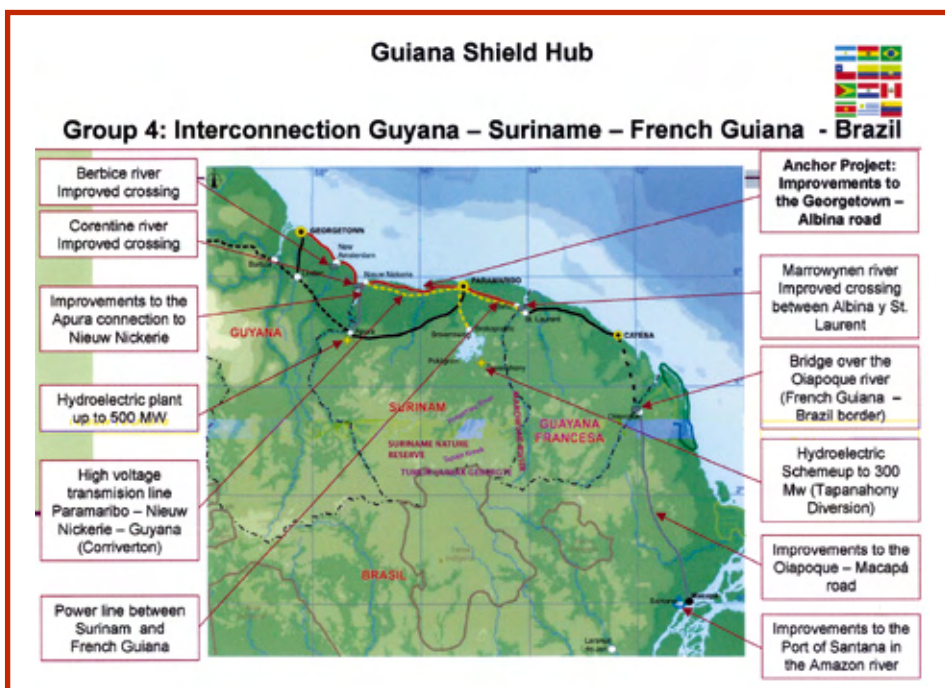 Guiana Shield Hub
Group 4: Interconnection Guyana – Suriname – French Guiana - Brazil
Berbice river
Improved crossing
Corentine river
Improved crossing
Improvements to the
Apura connection to
Nieuw Nickerie
Hydroelectric plant
up to 500 MW
High voltage
transmision line
Paramaribo – Nieuw
Nickerie – Guyana
(Corriverton)
Power line between
Surinam and
French Guiana
GEORGETOWN
New
Amsterdam
Linden
Nieuw Nickerie
PARAMARIBO
Apura
St. Laurent
CAYENA
GUYANA
SURINAM
SURINAME NATURE
RESERVE
GUAYANA
FRANCESA
BRASIL
Anchor Project:
Improvements to
the Georgetown –
Albina road
Marrowynen river
Improved crossing
between Albina y St.
Laurent
Bridge over the
Oiapoque river
(French Guiana –
Brazil border)
Hydroelectric
Schemeup to 300
Mw (Tapanahony
Diversion)
Improvements to the
Oiapoque – Macapá
road
Improvements to the
Port of Santana in
the Amazon river